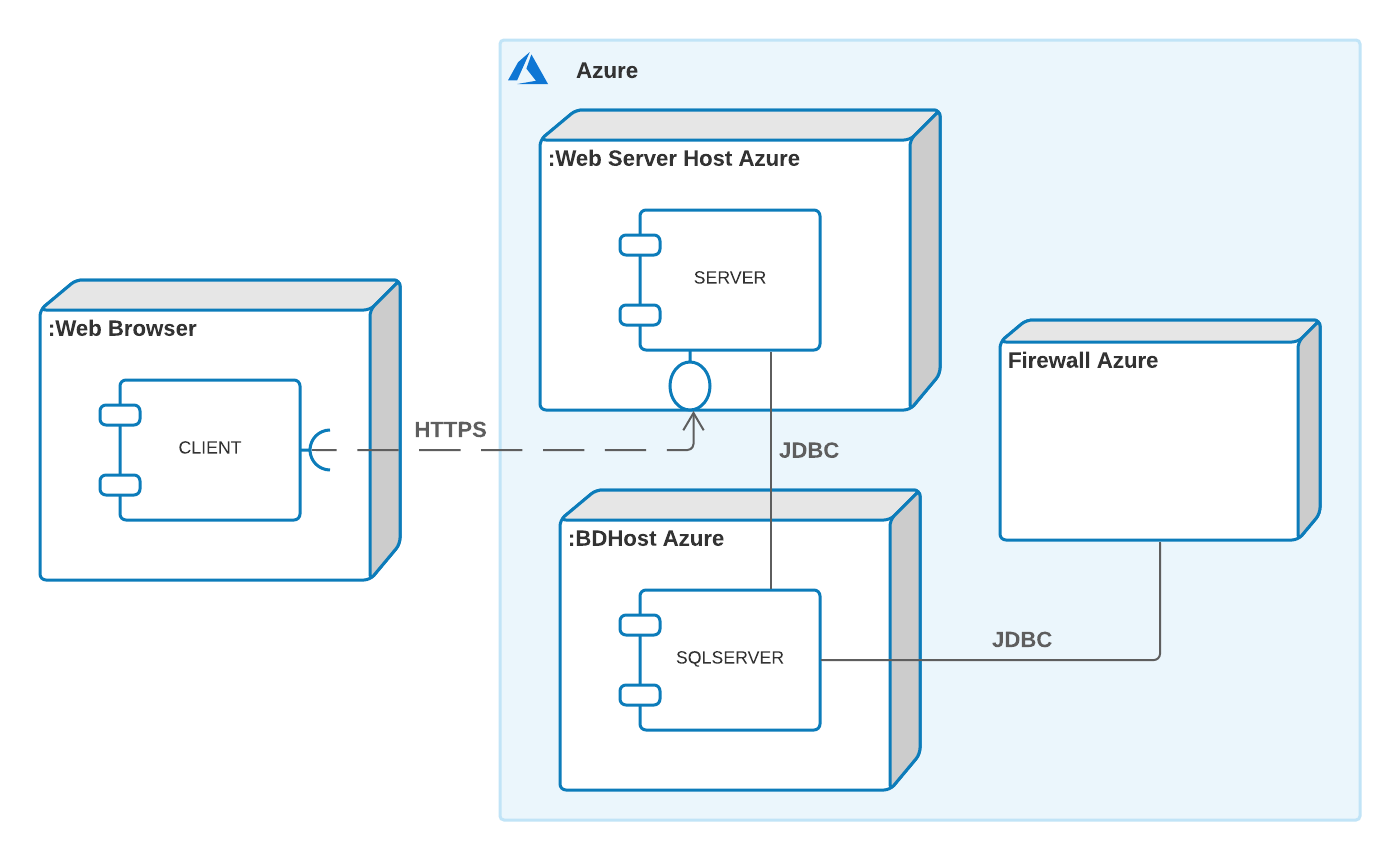 Azure
:Web Server Host Azure
SERVER
:Web Browser
CLIENT
HTTPS
JDBC
Firewall Azure
:BDHost Azure
SQLSERVER
JDBC